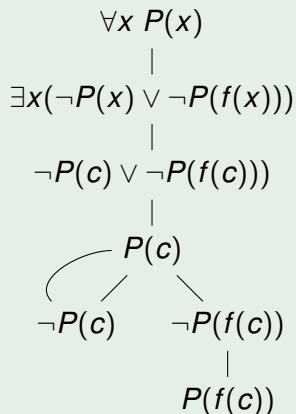 ∀x P(x)
∃x(¬P(x) ∨ ¬P(f(x)))
¬P(c) ∨ ¬P(f(c)))
P(c)
¬P(c) ¬P(f(c))
P(f(c))